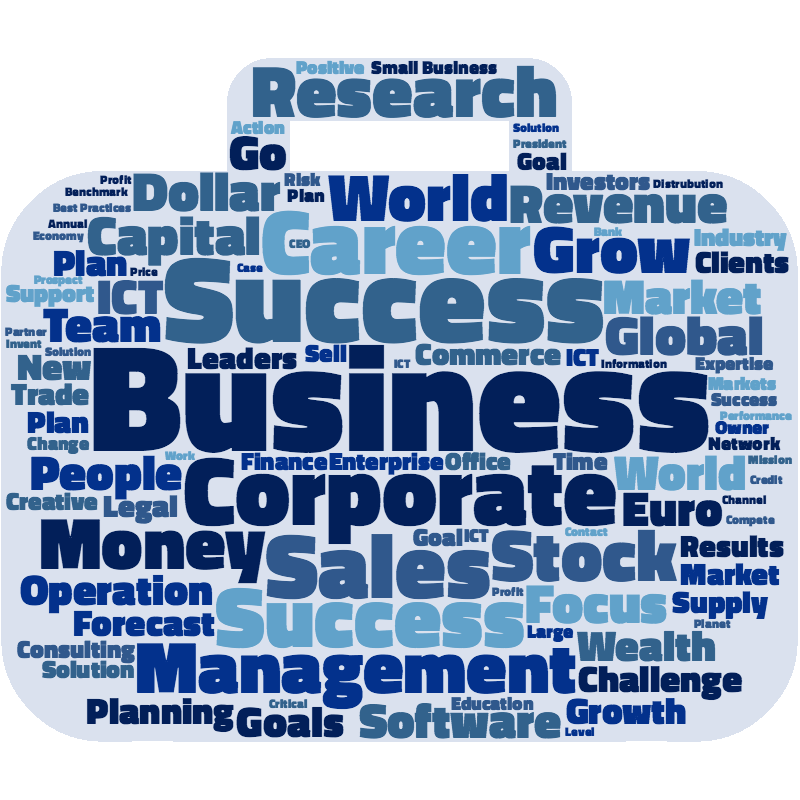 Positive Small Business
Research
Action
Solution
Go
President
Goal
Profit
Benchmark
Dollar
Risk
Plan
World
Investors
Distrubution
Revenue
Best Practices
Annual
Economy
Capital
CEO
Career
Grow
Bank
Industry
Clients
Plan
Price
Case
Prospect
Support
ICT
Success
Market
Team
Global
Partner
Invent
Solution
New
Leaders
Sell
ICT
Commerce
ICT
Information
Expertise
Trade
Business
Markets
Success
Performance
Plan
Owner
Change
Network
Work
People
Finance
Enterprise
Office
Time
World
Mission
Credit
Creative
Legal
Corporate
Euro
Channel
Compete
Money
Sales
Goal
ICT
Stock
Contact
Results
Market
Operation
Success
Profit
Focus
Supply
Forecast
Large
Planet
Consulting
Solution
Management
Wealth
Challenge
Planning
Critical
Goals
Software
Education
Growth
Level